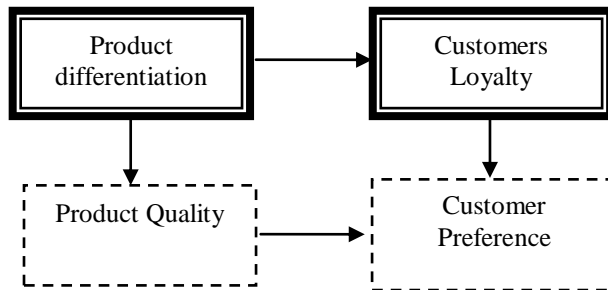 Product
differentiation
Customers
Loyalty
Product Quality
Customer
Preference